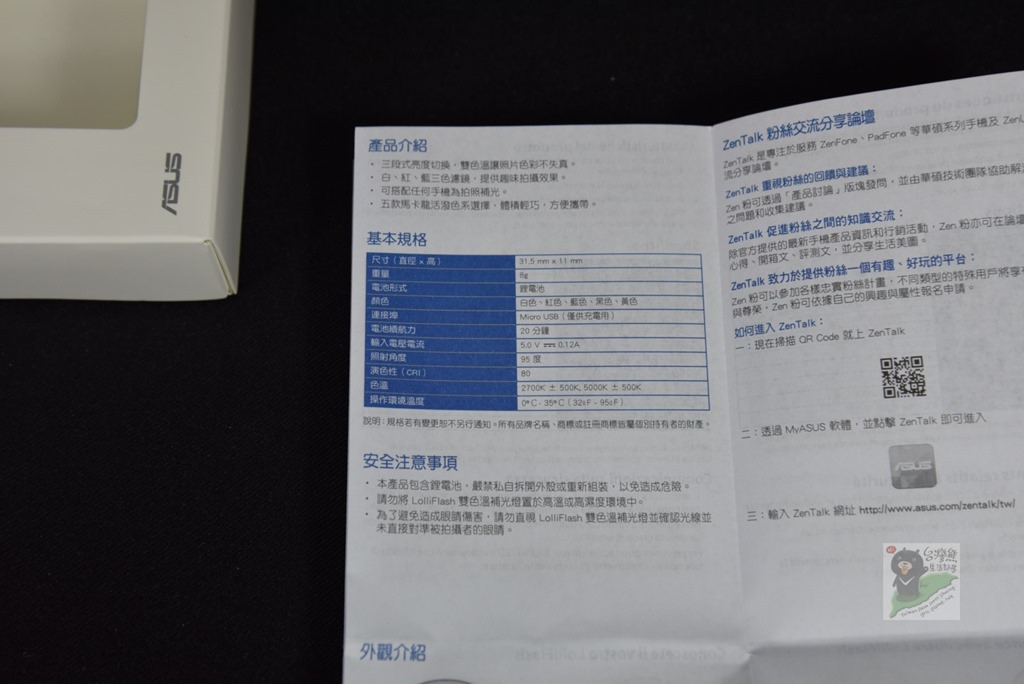 ASUS
產品介紹
· 三段式亮度切換，雙色溫讓照片色彩不失真。
· 白、紅、藍三色濾鏡，提供趣味拍攝效果。
· 可搭配任何手機為拍照補光。
· 五款馬卡龍活潑色系選擇，體積輕巧，方便攜帶。
基本規格
尺寸（直徑 x 高） 31.5 mm x 11 mm
重量 8g
電池形式 鋰電池
顏色 白色、紅色、藍色、黑色、黃色
連接埠 Micro USB（僅供充電用）
電池續航力 20 分鐘
輸入電壓電流 5.0 V ⎓ 0.12A
照射角度 95 度
演色性（CRI） 80
色溫 2700K ± 500K, 5000K ± 500K
操作環境溫度 0°C - 35°C ( 32°F - 95°F )
說明：規格若有變更恕不另行通知。所有品牌名稱、商標或註冊商標皆屬個別持有者的財產。
安全注意事項
· 本產品包含鋰電池，嚴禁私自拆開外殼或重新組裝，以免造成危險。
· 請勿將 LolliFlash 雙色溫補光燈置於高溫或高濕度環境中。
· 為了避免造成眼睛傷害，請勿直視 LolliFlash 雙色溫補光燈並確認光線並
未直接對準被拍攝者的眼睛。
外觀介紹
ZenTalk 粉絲交流分享論壇
ZenTalk 是專注於服務 ZenFone、PadFone 等華碩系列手機及
流分享論壇。
ZenTalk 重視粉絲的回饋與建議：
Zen 粉可透過「產品討論」版塊發問，並由華碩技術團隊協助解
之問題和收集建議。
ZenTalk 促進粉絲之間的知識交流：
除官方提供的最新手機產品資訊和行銷活動，Zen 粉亦可在論壇
心得、開箱文、評測文，並分享生活美圖。
ZenTalk 致力於提供粉絲一個有趣、好玩的平台：
Zen 粉可以參加各樣忠實粉絲計畫，不同類型的特殊用戶將享有
與尊榮，Zen 粉可依據自己的興趣與屬性報名申請。
如何進入 ZenTalk：
一：現在掃描 QR Code 就上 ZenTalk
二：透過 MyASUS 軟體，並點擊 ZenTalk 即可進入
ASUS
三：輸入 ZenTalk 網址 http://www.asus.com/zentalk/tw/
台灣熊